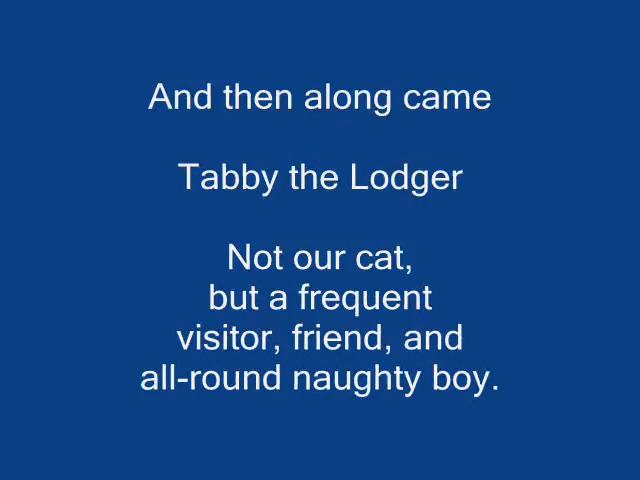 And then along came
Tabby the Lodger
Not our cat,
but a frequent
visitor, friend, and
all-round naughty boy.